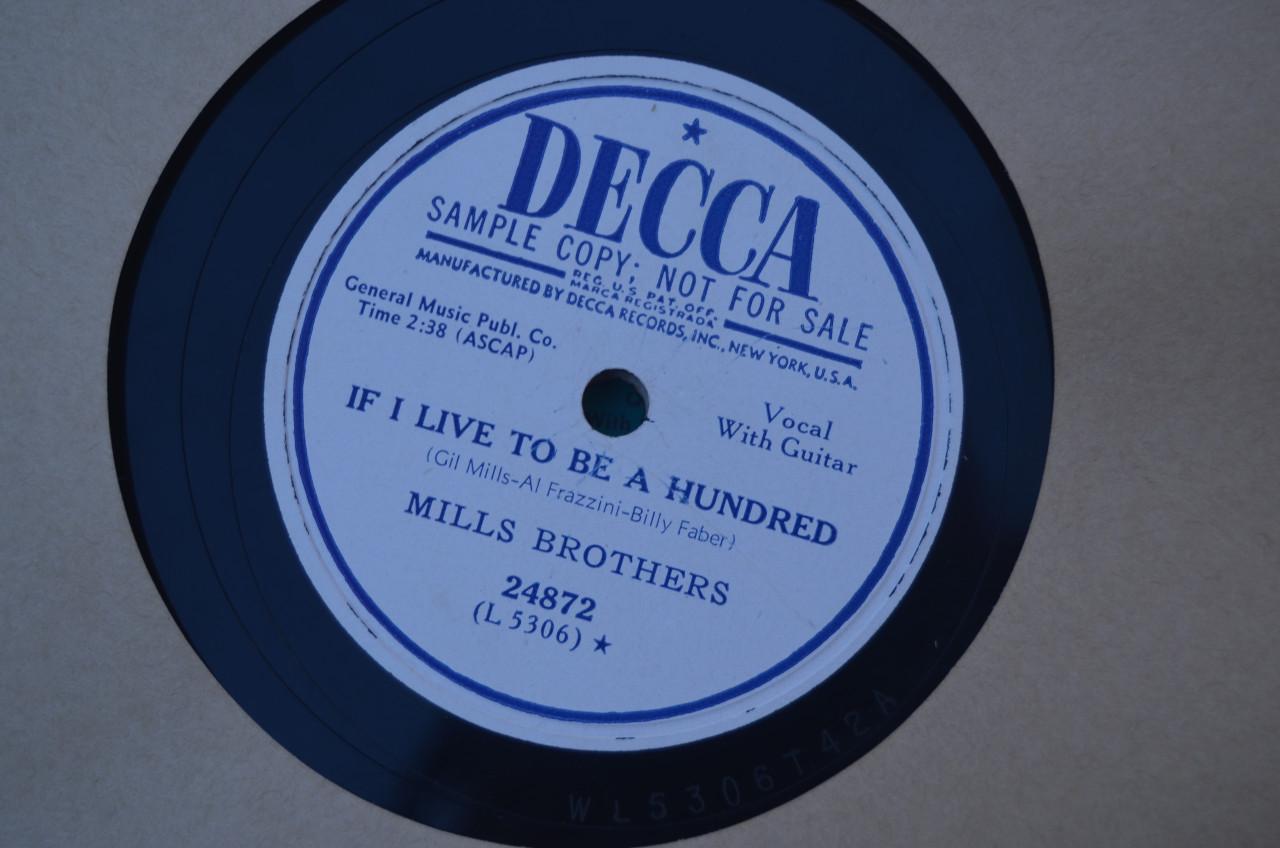 ★
DECCA
SAMPLE COPY; NOT FOR SALE
REG. U.S. PAT. OFF.
MARCA REGISTRADA
MANUFACTURED BY DECCA RECORDS, INC., NEW YORK, U.S.A.
General Music Publ. Co.
Time 2:38 (ASCAP)
Vocal
With Guitar
IF I LIVE TO BE A HUNDRED
(Gil Mills-Al Frazzini-Billy Faber)
MILLS BROTHERS
24872
(L 5306) ★
WL5306T42A